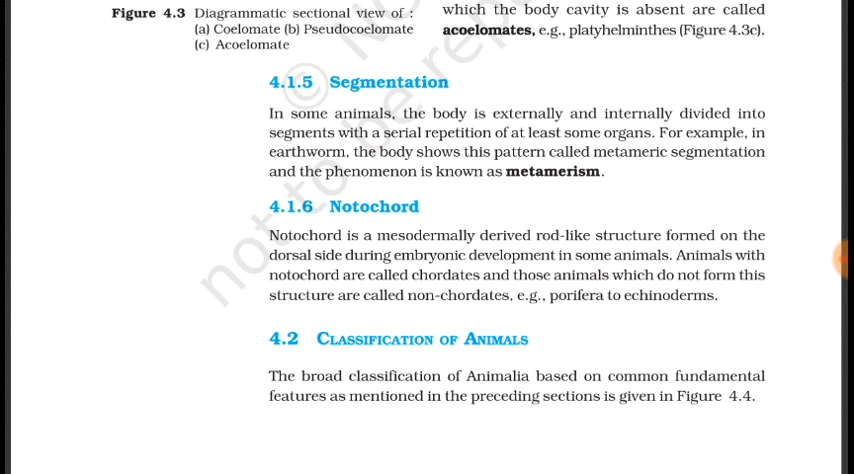 Figure 4.3 Diagrammatic sectional view of :
(a) Coelomate (b) Pseudocoelomate
(c) Acoelomate
which the body cavity is absent are called
acoelomates, e.g., platyhelminthes (Figure 4.3c).
4.1.5 Segmentation
In some animals, the body is externally and internally divided into
segments with a serial repetition of at least some organs. For example, in
earthworm, the body shows this pattern called metameric segmentation
and the phenomenon is known as metamerism.
4.1.6 Notochord
Notochord is a mesodermally derived rod-like structure formed on the
dorsal side during embryonic development in some animals. Animals with
notochord are called chordates and those animals which do not form this
structure are called non-chordates, e.g., porifera to echinoderms.
4.2 CLASSIFICATION OF ANIMALS
The broad classification of Animalia based on common fundamental
features as mentioned in the preceding sections is given in Figure 4.4.
not to be